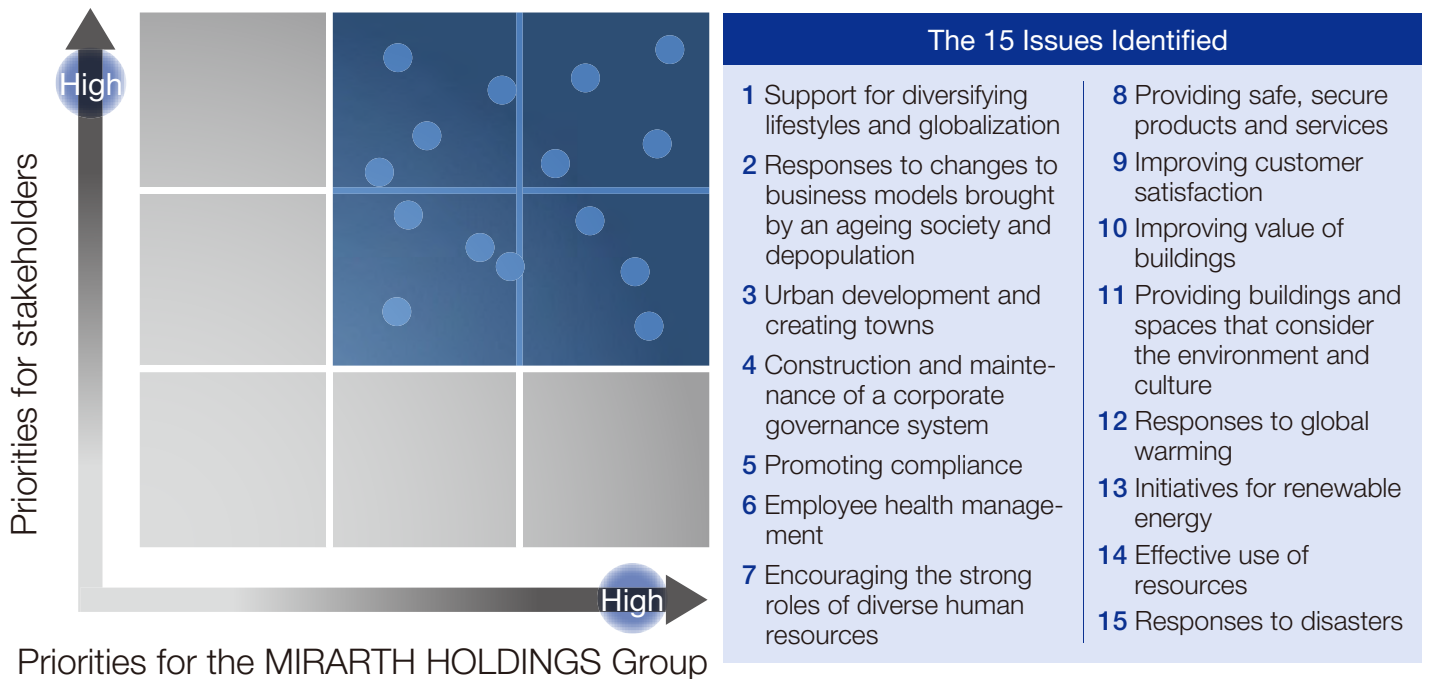 High
Priorities for stakeholders
High
Priorities for the MIRARTH HOLDINGS Group
The 15 Issues Identified
1 Support for diversifying
lifestyles and globalization
2 Responses to changes to
business models brought
by an ageing society and
depopulation
3 Urban development and
creating towns
4 Construction and mainte-
nance of a corporate
governance system
5 Promoting compliance
6 Employee health manage-
ment
7 Encouraging the strong
roles of diverse human
resources
8 Providing safe, secure
products and services
9 Improving customer
satisfaction
10 Improving value of
buildings
11 Providing buildings and
spaces that consider
the environment and
culture
12 Responses to global
warming
13 Initiatives for renewable
energy
14 Effective use of
resources
15 Responses to disasters